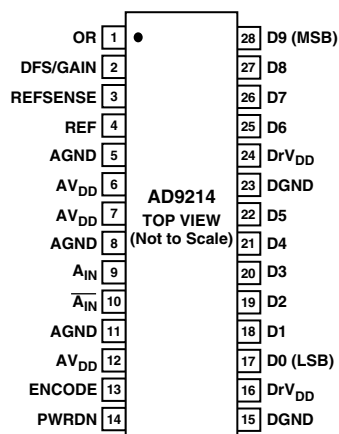 OR 1 28 D9 (MSB)
DFS/GAIN 2 27 D8
REFSENSE 3 26 D7
REF 4 25 D6
AGND 5 24 DrVDD
AVDD 6 23 DGND
AVDD 7 22 D5
AGND 8 21 D4
AIN 9 20 D3
A̅I̅N̅ 10 19 D2
AGND 11 18 D1
AVDD 12 17 D0 (LSB)
ENCODE 13 16 DrVDD
PWRDN 14 15 DGND
AD9214
TOP VIEW
(Not to Scale)